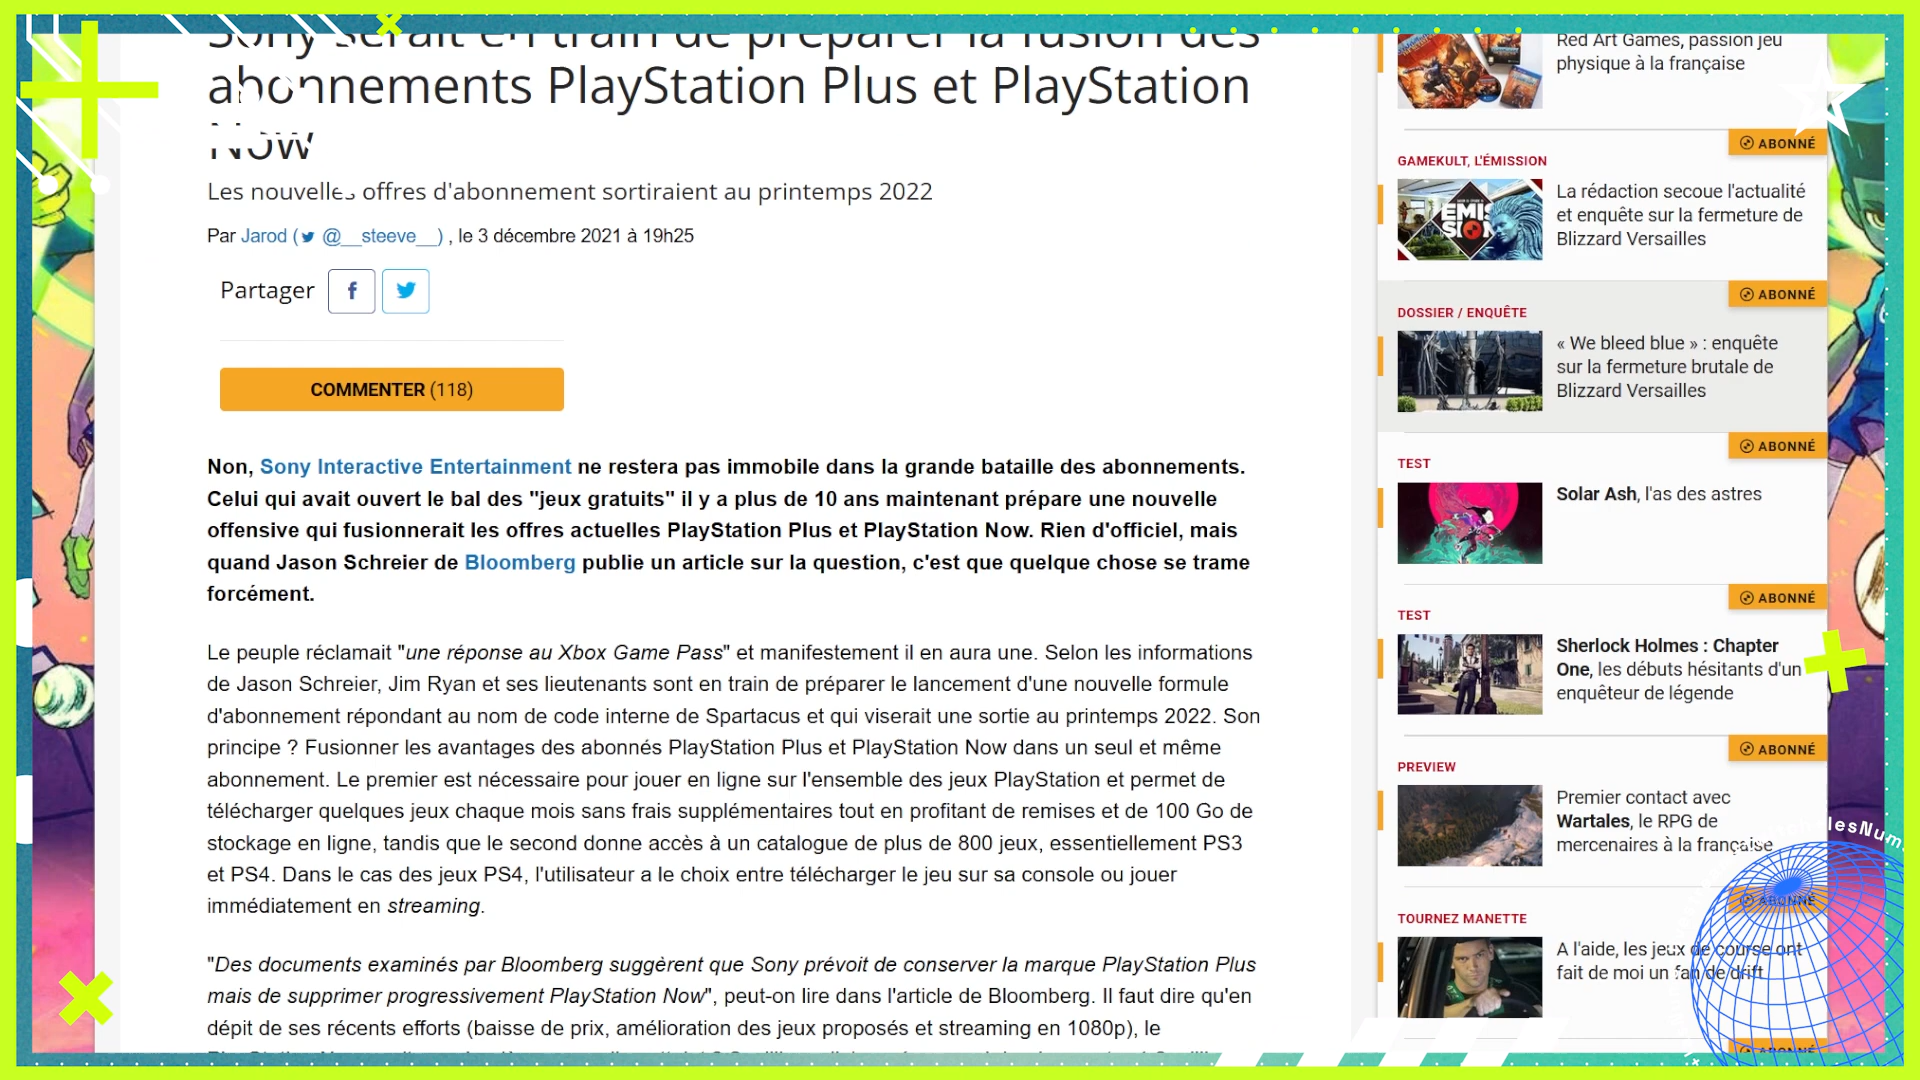 Sony serait en train de préparer la fusion des
abonnements PlayStation Plus et PlayStation
Now
Les nouvelles offres d'abonnement sortiraient au printemps 2022
Par Jarod ( @__steeve__) , le 3 décembre 2021 à 19h25
Partager
COMMENTER (118)
Non, Sony Interactive Entertainment ne restera pas immobile dans la grande bataille des abonnements.
Celui qui avait ouvert le bal des "jeux gratuits" il y a plus de 10 ans maintenant prépare une nouvelle
offensive qui fusionnerait les offres actuelles PlayStation Plus et PlayStation Now. Rien d'officiel, mais
quand Jason Schreier de Bloomberg publie un article sur la question, c'est que quelque chose se trame
forcément.
Le peuple réclamait "une réponse au Xbox Game Pass" et manifestement il en aura une. Selon les informations
de Jason Schreier, Jim Ryan et ses lieutenants sont en train de préparer le lancement d'une nouvelle formule
d'abonnement répondant au nom de code interne de Spartacus et qui viserait une sortie au printemps 2022. Son
principe ? Fusionner les avantages des abonnés PlayStation Plus et PlayStation Now dans un seul et même
abonnement. Le premier est nécessaire pour jouer en ligne sur l'ensemble des jeux PlayStation et permet de
télécharger quelques jeux chaque mois sans frais supplémentaires tout en profitant de remises et de 100 Go de
stockage en ligne, tandis que le second donne accès à un catalogue de plus de 800 jeux, essentiellement PS3
et PS4. Dans le cas des jeux PS4, l'utilisateur a le choix entre télécharger le jeu sur sa console ou jouer
immédiatement en streaming.
"Des documents examinés par Bloomberg suggèrent que Sony prévoit de conserver la marque PlayStation Plus
mais de supprimer progressivement PlayStation Now", peut-on lire dans l'article de Bloomberg. Il faut dire qu'en
dépit de ses récents efforts (baisse de prix, amélioration des jeux proposés et streaming en 1080p), le
Red Art Games, passion jeu
physique à la française
ABONNÉ
GAMEKULT, L'ÉMISSION
EMIS
SION
La rédaction secoue l'actualité
et enquête sur la fermeture de
Blizzard Versailles
ABONNÉ
DOSSIER / ENQUÊTE
« We bleed blue » : enquête
sur la fermeture brutale de
Blizzard Versailles
ABONNÉ
TEST
Solar Ash, l'as des astres
ABONNÉ
TEST
Sherlock Holmes : Chapter
One, les débuts hésitants d'un
enquêteur de légende
ABONNÉ
PREVIEW
Premier contact avec
Wartales, le RPG de
mercenaires à la française
ABONNÉ
TOURNEZ MANETTE
A l'aide, les jeux de course ont
fait de moi un fan de drift
ABONNÉ